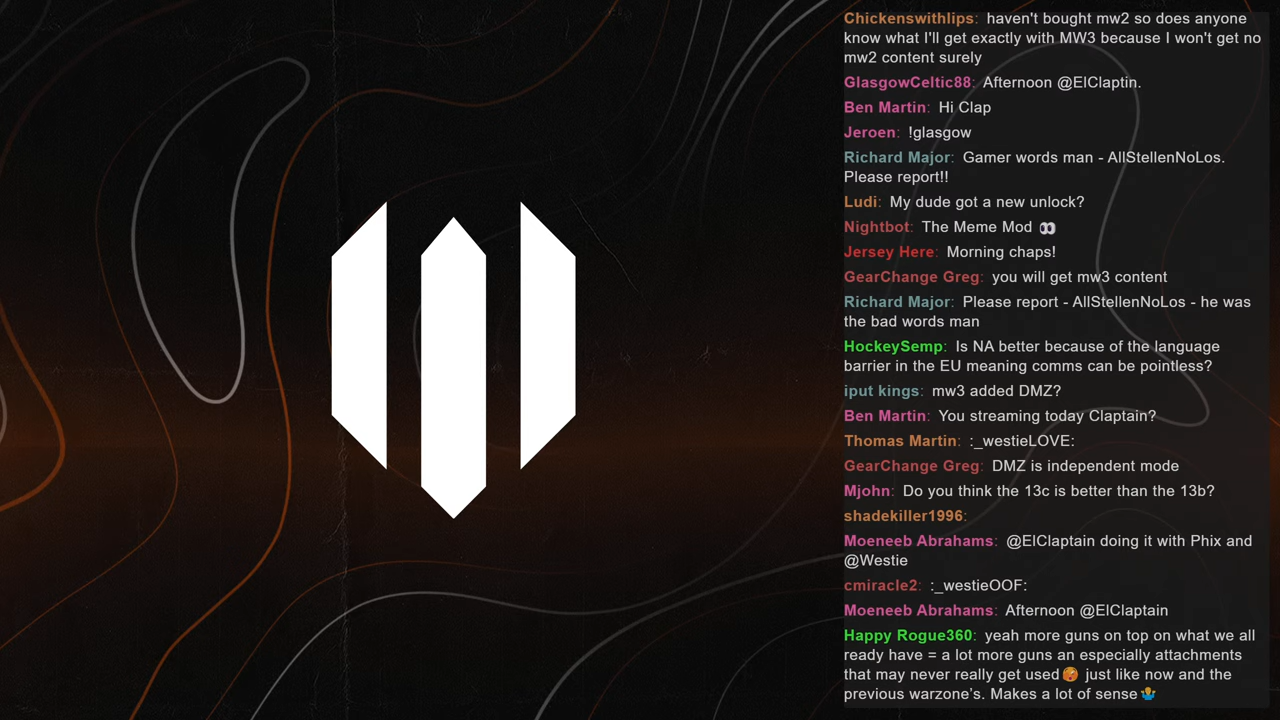 Chickenswithlips: haven't bought mw2 so does anyone
know what I'll get exactly with MW3 because I won't get no
mw2 content surely
GlasgowCeltic88: Afternoon @ElClaptin.
Ben Martin: Hi Clap
Jeroen: !glasgow
Richard Major: Gamer words man - AllStellenNoLos.
Please report!!
Ludi: My dude got a new unlock?
Nightbot: The Meme Mod 👀
Jersey Here: Morning chaps!
GearChange Greg: you will get mw3 content
Richard Major: Please report - AllStellenNoLos - he was
the bad words man
HockeySemp: Is NA better because of the language
barrier in the EU meaning comms can be pointless?
iput kings: mw3 added DMZ?
Ben Martin: You streaming today Claptain?
Thomas Martin: :_westieLOVE:
GearChange Greg: DMZ is independent mode
Mjohn: Do you think the 13c is better than the 13b?
shadekiller1996:
Moeneeb Abrahams: @ElClaptain doing it with Phix and
@Westie
cmiracle2: :_westieOOF:
Moeneeb Abrahams: Afternoon @ElClaptain
Happy Rogue360: yeah more guns on top on what we all
ready have = a lot more guns an especially attachments
that may never really get used just like now and the
previous warzone's. Makes a lot of sense